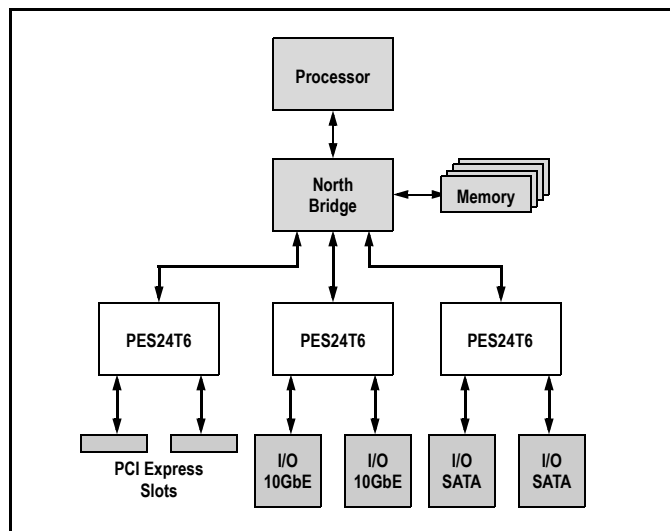 Processor
North
Bridge
Memory
PES24T6
PES24T6
PES24T6
PCI Express
Slots
I/O
10GbE
I/O
10GbE
I/O
SATA
I/O
SATA